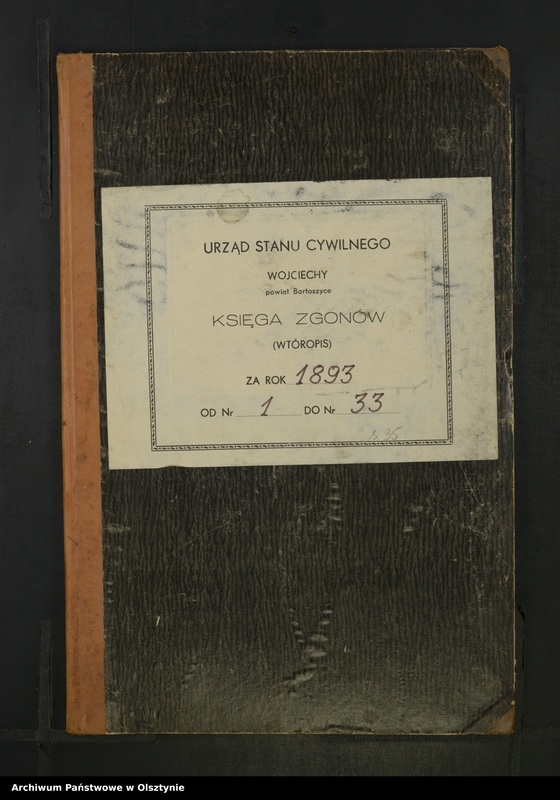 URZĄD STANU CYWILNEGO
WOJCIECHY
powiat Bartoszyce
KSIĘGA ZGONÓW
(WTÓROPIS)
ZA ROK 1893
OD Nr 1 DO Nr 33
Archiwum Państwowe w Olsztynie